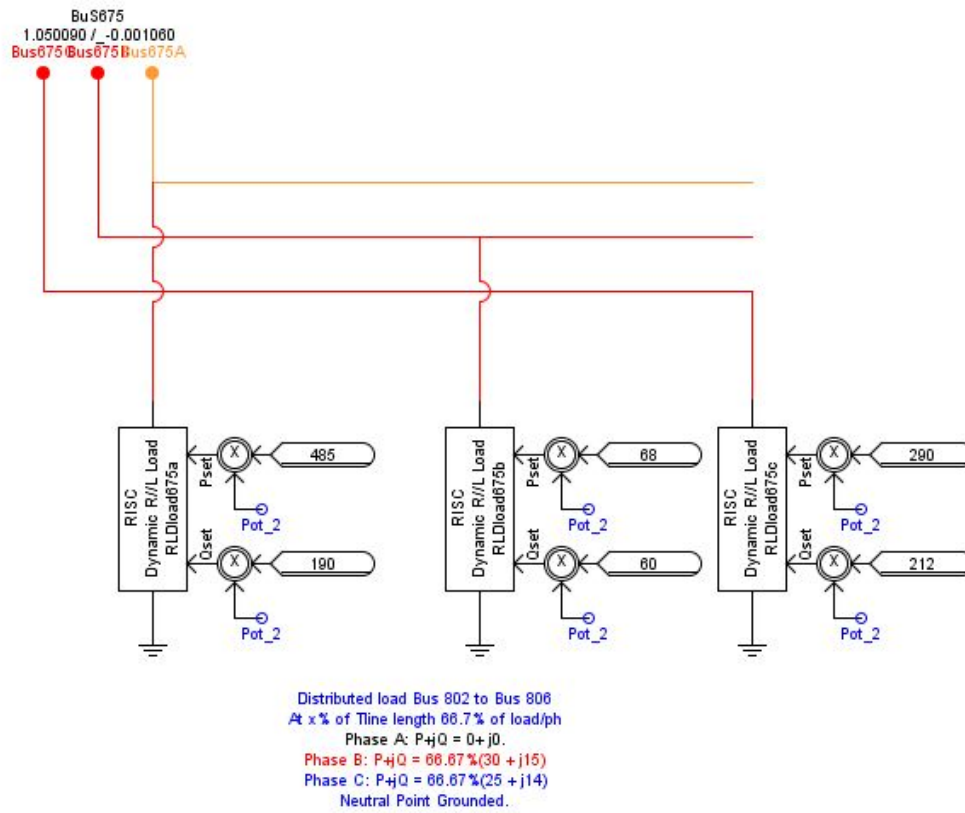 BuS675
1.050090 /_-0.001060
Bus675C Bus675B Bus675A
RISC
Dynamic R//L Load
RLDload675a
Pset
X
485
Pot_2
Qset
X
190
Pot_2
RISC
Dynamic R//L Load
RLDload675b
Pset
X
68
Pot_2
Qset
X
60
Pot_2
RISC
Dynamic R//L Load
RLDload675c
Pset
X
290
Pot_2
Qset
X
212
Pot_2
Distributed load Bus 802 to Bus 806
At x% of Tline length 66.7% of load/ph
Phase A: P+jQ = 0+ j0.
Phase B: P+jQ = 66.67%(30 + j15)
Phase C: P+jQ = 66.67%(25 + j14)
Neutral Point Grounded.